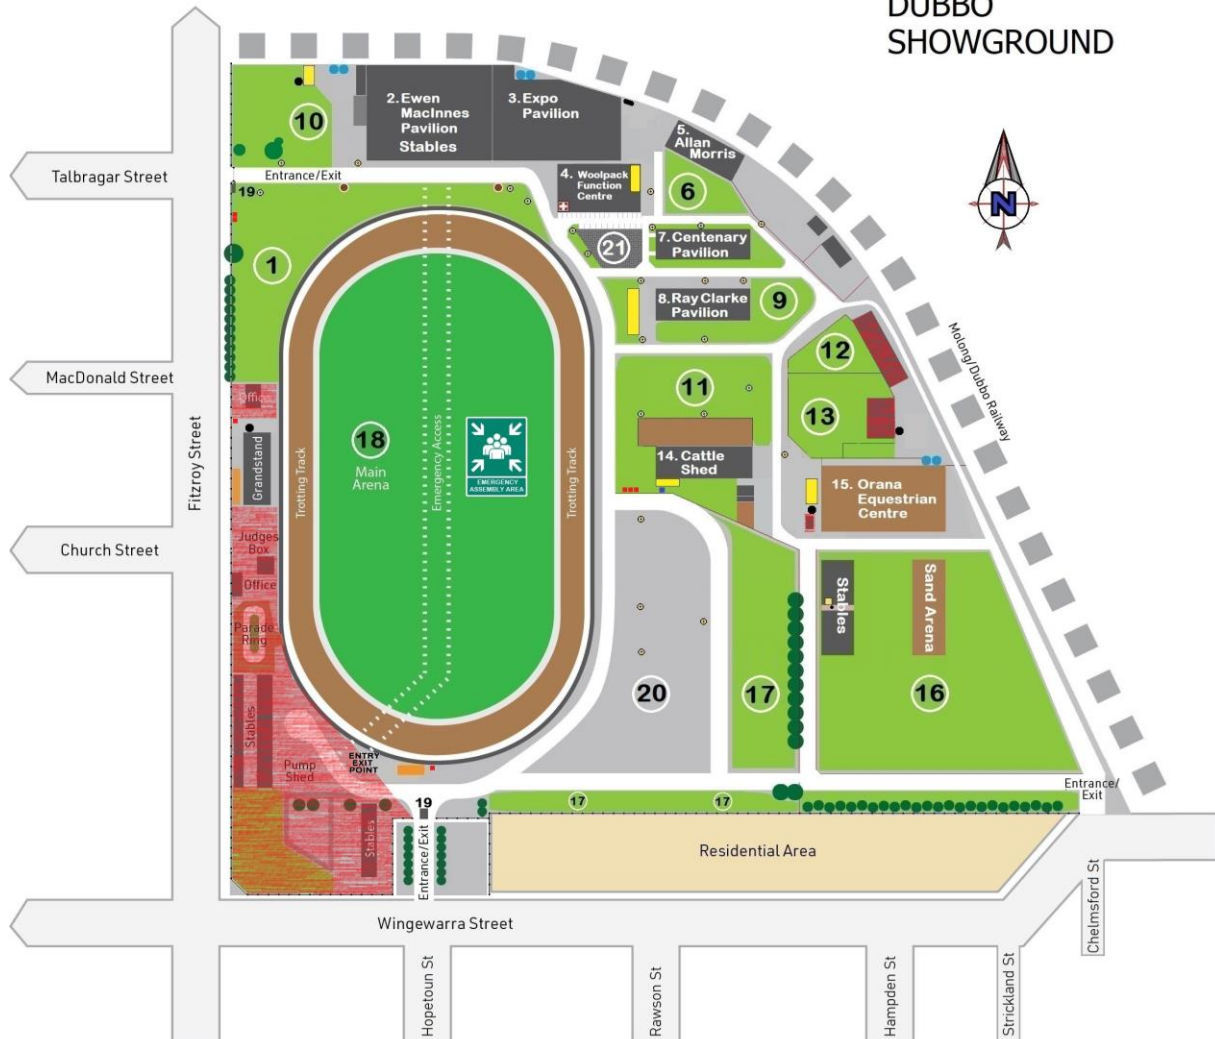 DUBBO
SHOWGROUND
2. Ewen
MacInnes
Pavilion
Stables
3. Expo
Pavilion
10
5.
Allan
Morris
Talbragar Street
Entrance/Exit
4. Woolpack
Function
Centre
6
19
N
1
21
7. Centenary
Pavilion
8. Ray Clarke
Pavilion
9
Molong/Dubbo Railway
12
MacDonald Street
Office
11
13
Fitzroy Street
Grandstand
Trotting Track
18
Main
Arena
Emergency Access
EMERGENCY
ASSEMBLY AREA
Trotting Track
14. Cattle
Shed
15. Orana
Equestrian
Centre
Church Street
Judges
Box
Office
Parade
Ring
Stables
Sand Arena
Stables
20
17
16
Pump
Shed
ENTRY
EXIT
POINT
19
17
17
Entrance/
Exit
Stables
Entrance/Exit
Residential Area
Wingewarra Street
Chelmsford St
Hopetoun St
Rawson St
Hampden St
Strickland St